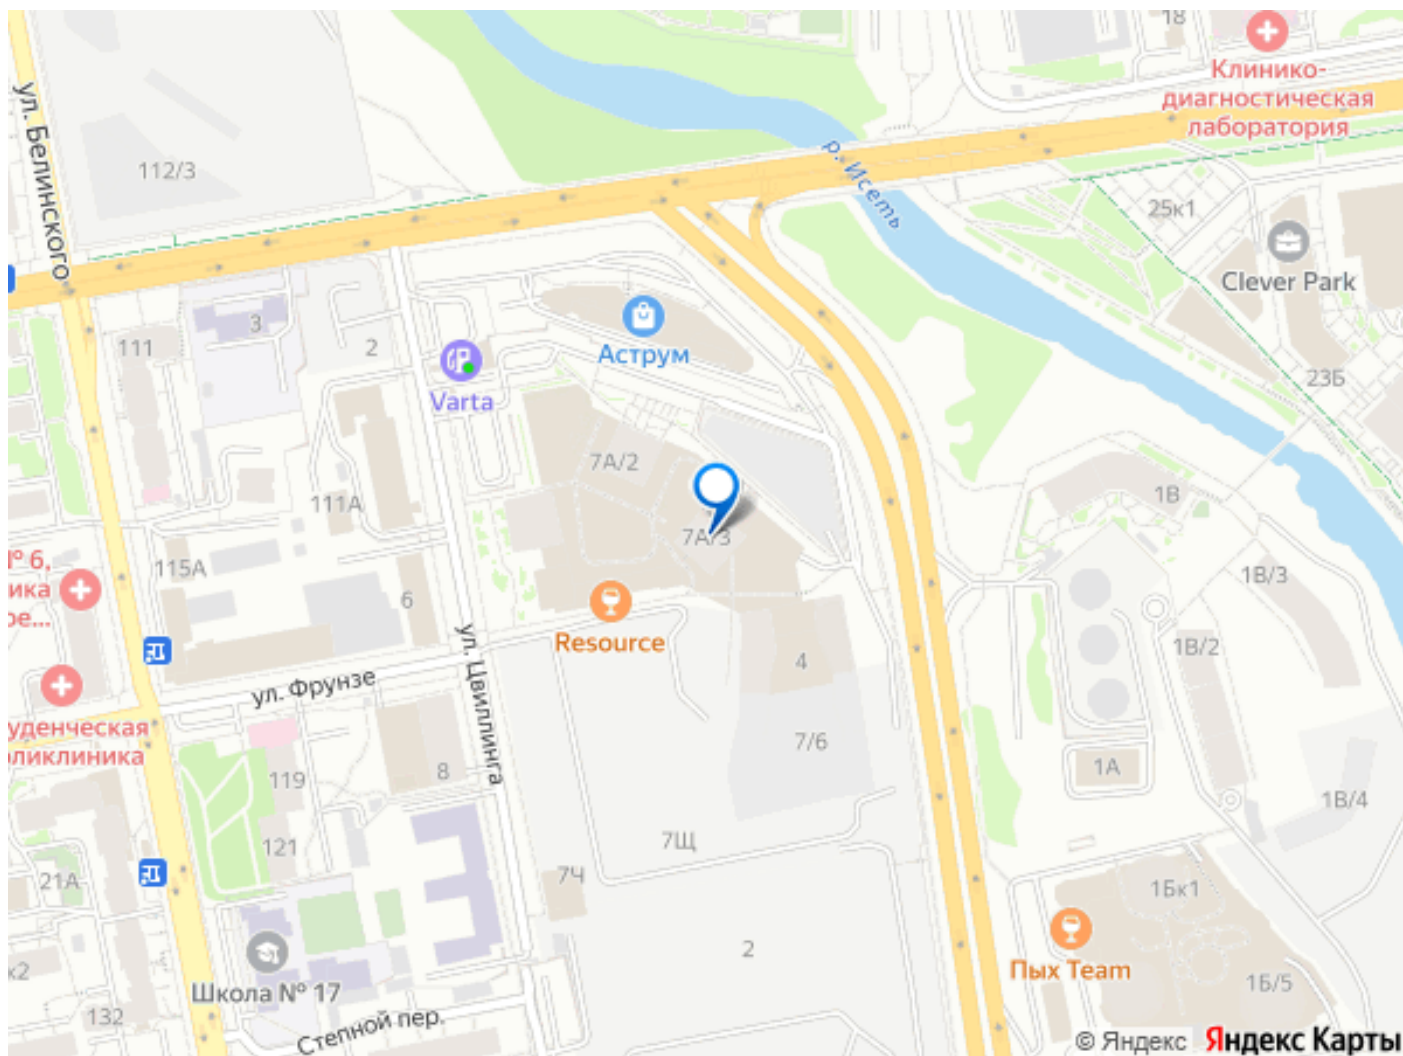 18
Клинико-
диагностическая
лаборатория
ул. Белинского
112/3
р. Исеть
25к1
Clever Park
3
111
2
Аструм
Varta
23Б
7А/2
1В
111А
7А/3
№ 6,
115А
6
1В/3
Resource
ул. Фрунзе
ул. Цвиллинга
4
1В/2
7/6
119
8
1А
1В/4
121
7Щ
21А
7Ч
1Бк1
2
Пых Team
1Б/5
Школа № 17
132
Степной пер.
© Яндекс Яндекс Карты